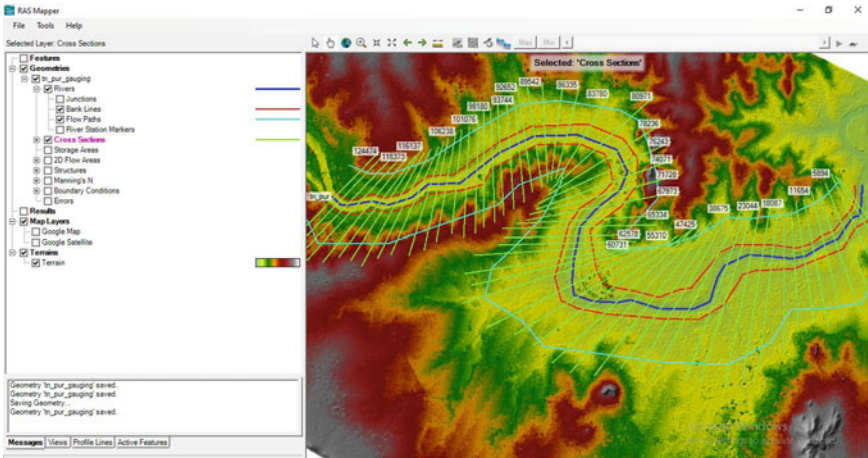 RAS Mapper
File Tools Help
Selected Layer: Cross Sections
Max Min
Features
Geometries
tn_pur_gauging
Rivers
Junctions
Bank Lines
Flow Paths
River Station Markers
Cross Sections
Storage Areas
2D Flow Areas
Structures
Manning's N
Boundary Conditions
Errors
Results
Map Layers
Google Map
Google Satellite
Terrains
Terrain
Geometry 'tn_pur_gauging' saved.
Geometry 'tn_pur_gauging' saved.
Saving Geometry...
Geometry 'tn_pur_gauging' saved.
Messages Views Profile Lines Active Features
Selected: 'Cross Sections'
tn_pur
124474
118373
116137
106238
101076
98180
93744
92652
89542
86335
83780
80971
78236
76243
74071
71728
67973
65334
62578
60731
55310
47425
38675
23044
18087
11654
5894